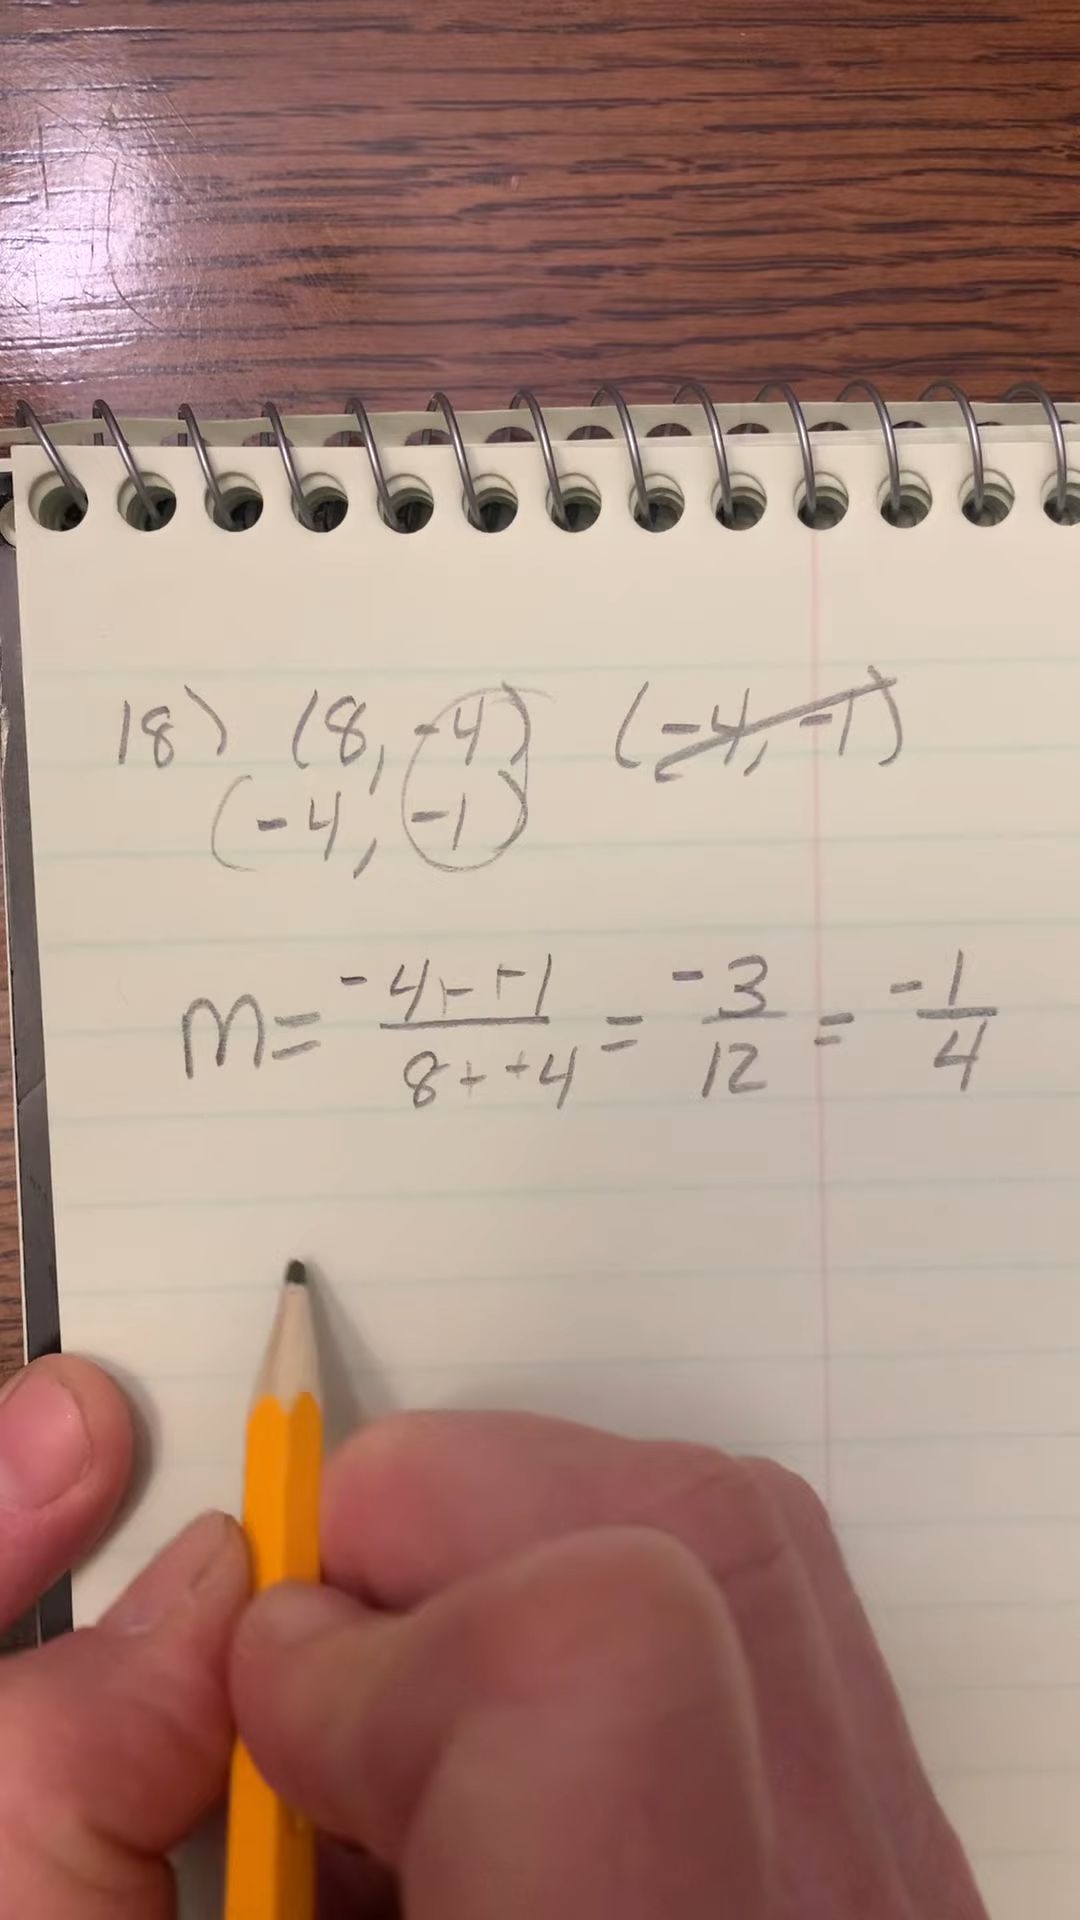 18) (8, -4) (-4, -1)
(-4, -1)
m = -4 - -1 / 8 + +4 = -3/12 = -1/4